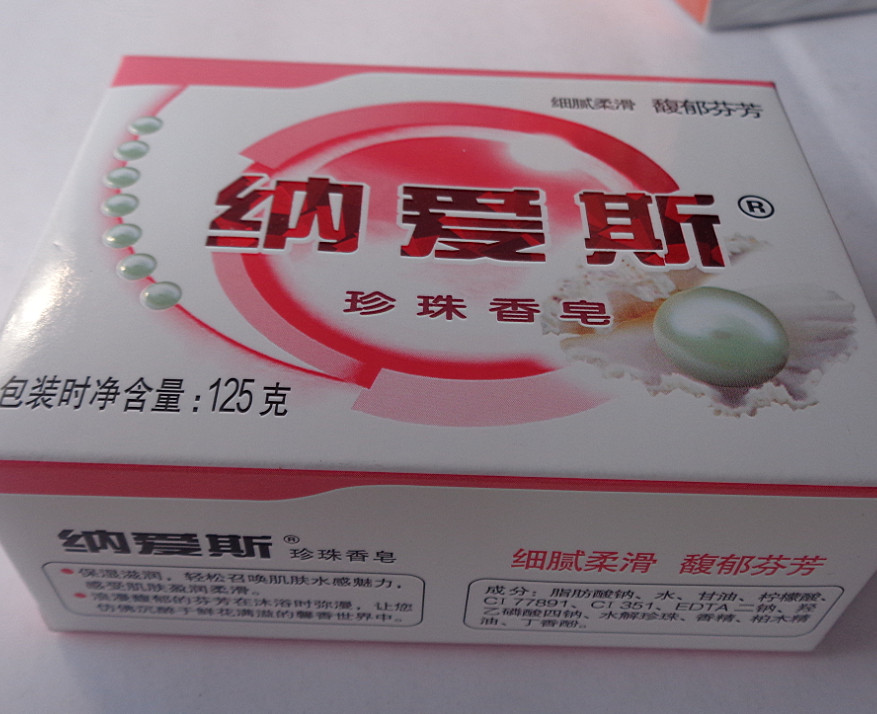 细腻柔滑 馥郁芬芳
纳爱斯®
珍珠香皂
包装时净含量:125克
纳爱斯® 珍珠香皂
保湿滋润,轻松召唤肌肤水感魅力,
感受肌肤盈润柔滑。
浪漫馥郁的芬芳在沐浴时弥漫,让您
仿佛沉醉于鲜花满溢的馨香世界中。
细腻柔滑 馥郁芬芳
成分:脂肪酸钠、水、甘油、柠檬酸、
CI 77891、CI 351、EDTA二钠、羟
乙磷酸四钠、水解珍珠、香精、柏木精
油、丁香酚。